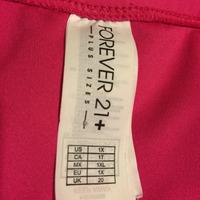 FOREVER 21+
PLUS SIZES
US 1X
CA 1T
MX 1XL
EU 1X
UK 20